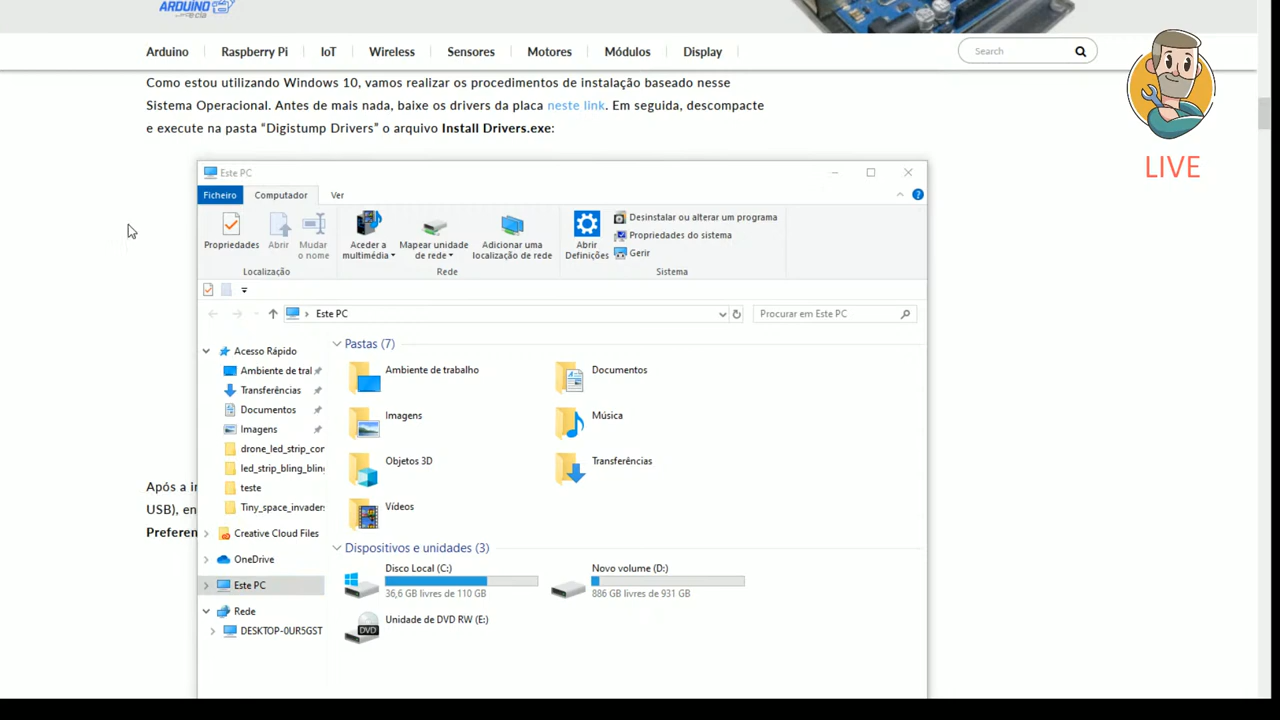 ARDUINO
Arduino
Raspberry Pi
IoT
Wireless
Sensores
Motores
Módulos
Display
Search
Como estou utilizando Windows 10, vamos realizar os procedimentos de instalação baseado nesse
Sistema Operacional. Antes de mais nada, baixe os drivers da placa neste link. Em seguida, descompacte
e execute na pasta “Digistump Drivers” o arquivo Install Drivers.exe:
LIVE
Este PC
Ficheiro
Computador
Ver
Propriedades
Abrir
Mudar
o nome
Localização
Aceder a
multimédia
Mapear unidade
de rede
Adicionar uma
localização de rede
Rede
Abrir
Definições
Desinstalar ou alterar um programa
Propriedades do sistema
Gerir
Sistema
Este PC
Procurar em Este PC
Acesso Rápido
Ambiente de tral
Transferências
Documentos
Imagens
drone_led_strip_cor
led_strip_bling_bling
teste
Tiny_space_invaders
Creative Cloud Files
OneDrive
Este PC
Rede
DESKTOP-0UR5GST
Pastas (7)
Ambiente de trabalho
Documentos
Imagens
Música
Objetos 3D
Transferências
Vídeos
Dispositivos e unidades (3)
Disco Local (C:)
36,6 GB livres de 110 GB
Novo volume (D:)
886 GB livres de 931 GB
DVD
Unidade de DVD RW (E:)
Após a i
USB), en
Preferen